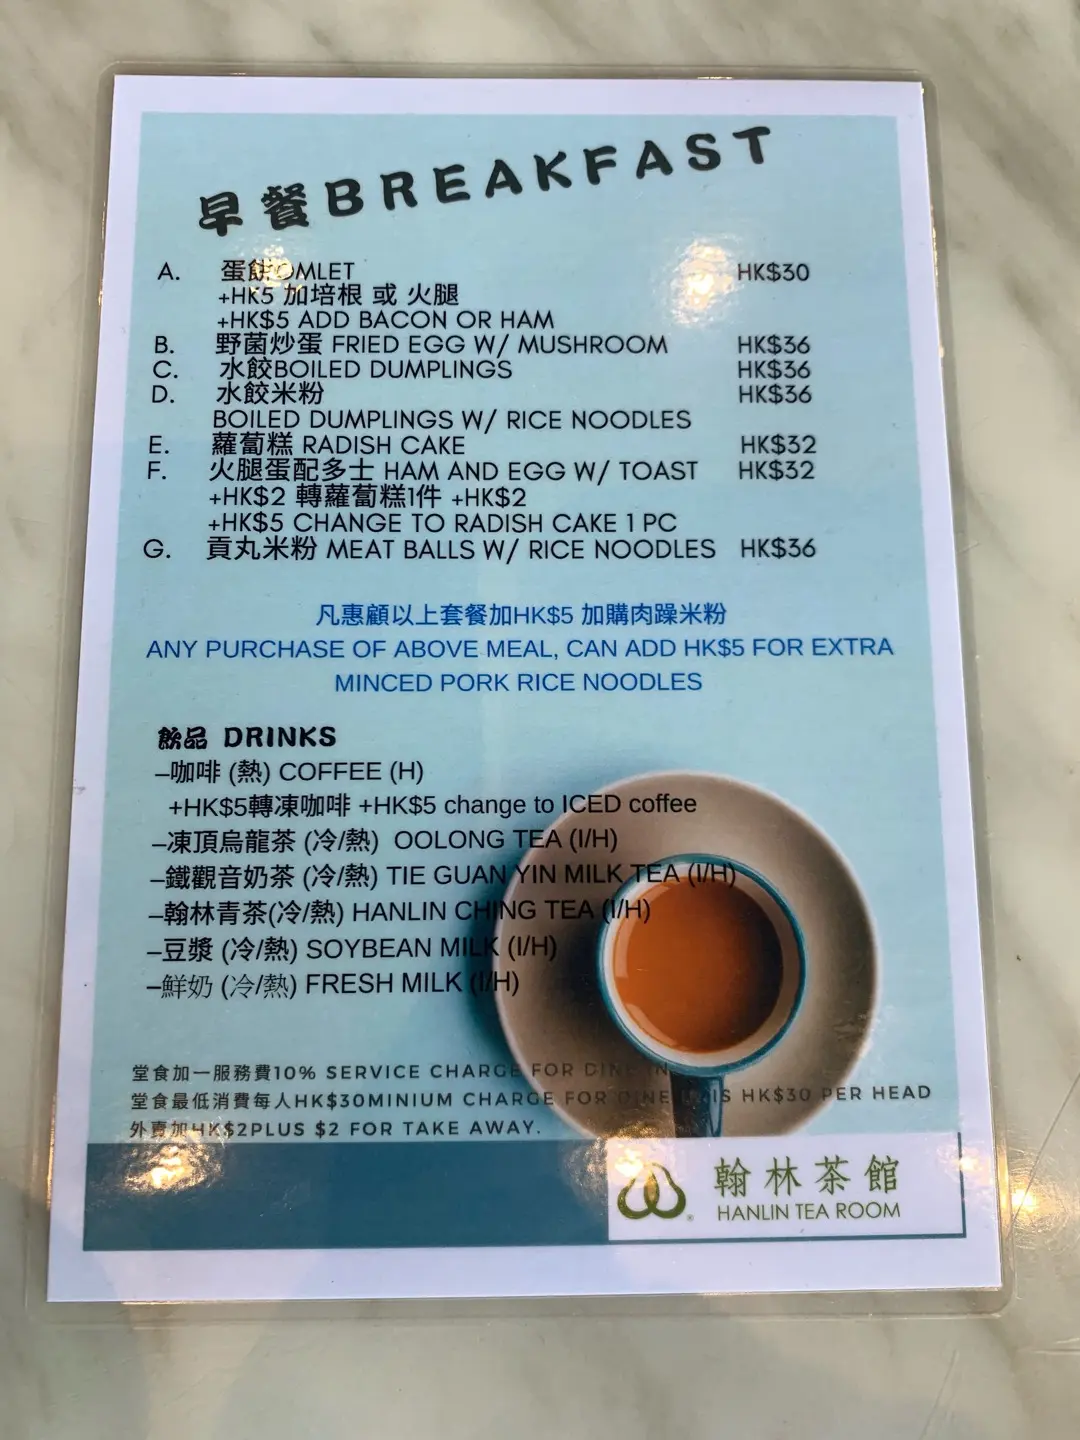 早餐BREAKFAST
A. 蛋餅OMLET HK$30
+HK5 加培根 或 火腿
+HK$5 ADD BACON OR HAM
B. 野菌炒蛋 FRIED EGG W/ MUSHROOM HK$36
C. 水餃BOILED DUMPLINGS HK$36
D. 水餃米粉 HK$36
BOILED DUMPLINGS W/ RICE NOODLES
E. 蘿蔔糕 RADISH CAKE HK$32
F. 火腿蛋配多士 HAM AND EGG W/ TOAST HK$32
+HK$2 轉蘿蔔糕1件 +HK$2
+HK$5 CHANGE TO RADISH CAKE 1 PC
G. 貢丸米粉 MEAT BALLS W/ RICE NOODLES HK$36
凡惠顧以上套餐加HK$5 加購肉躁米粉
ANY PURCHASE OF ABOVE MEAL, CAN ADD HK$5 FOR EXTRA
MINCED PORK RICE NOODLES
飲品 DRINKS
–咖啡 (熱) COFFEE (H)
+HK$5轉凍咖啡 +HK$5 change to ICED coffee
–凍頂烏龍茶 (冷/熱) OOLONG TEA (I/H)
–鐵觀音奶茶 (冷/熱) TIE GUAN YIN MILK TEA (I/H)
–翰林青茶(冷/熱) HANLIN CHING TEA (I/H)
–豆漿 (冷/熱) SOYBEAN MILK (I/H)
–鮮奶 (冷/熱) FRESH MILK (I/H)
堂食加一服務費10% SERVICE CHARGE FOR DINE IN
堂食最低消費每人HK$30MINIUM CHARGE FOR DINE IN IS HK$30 PER HEAD
外賣加HK$2PLUS $2 FOR TAKE AWAY.
翰林茶館
HANLIN TEA ROOM